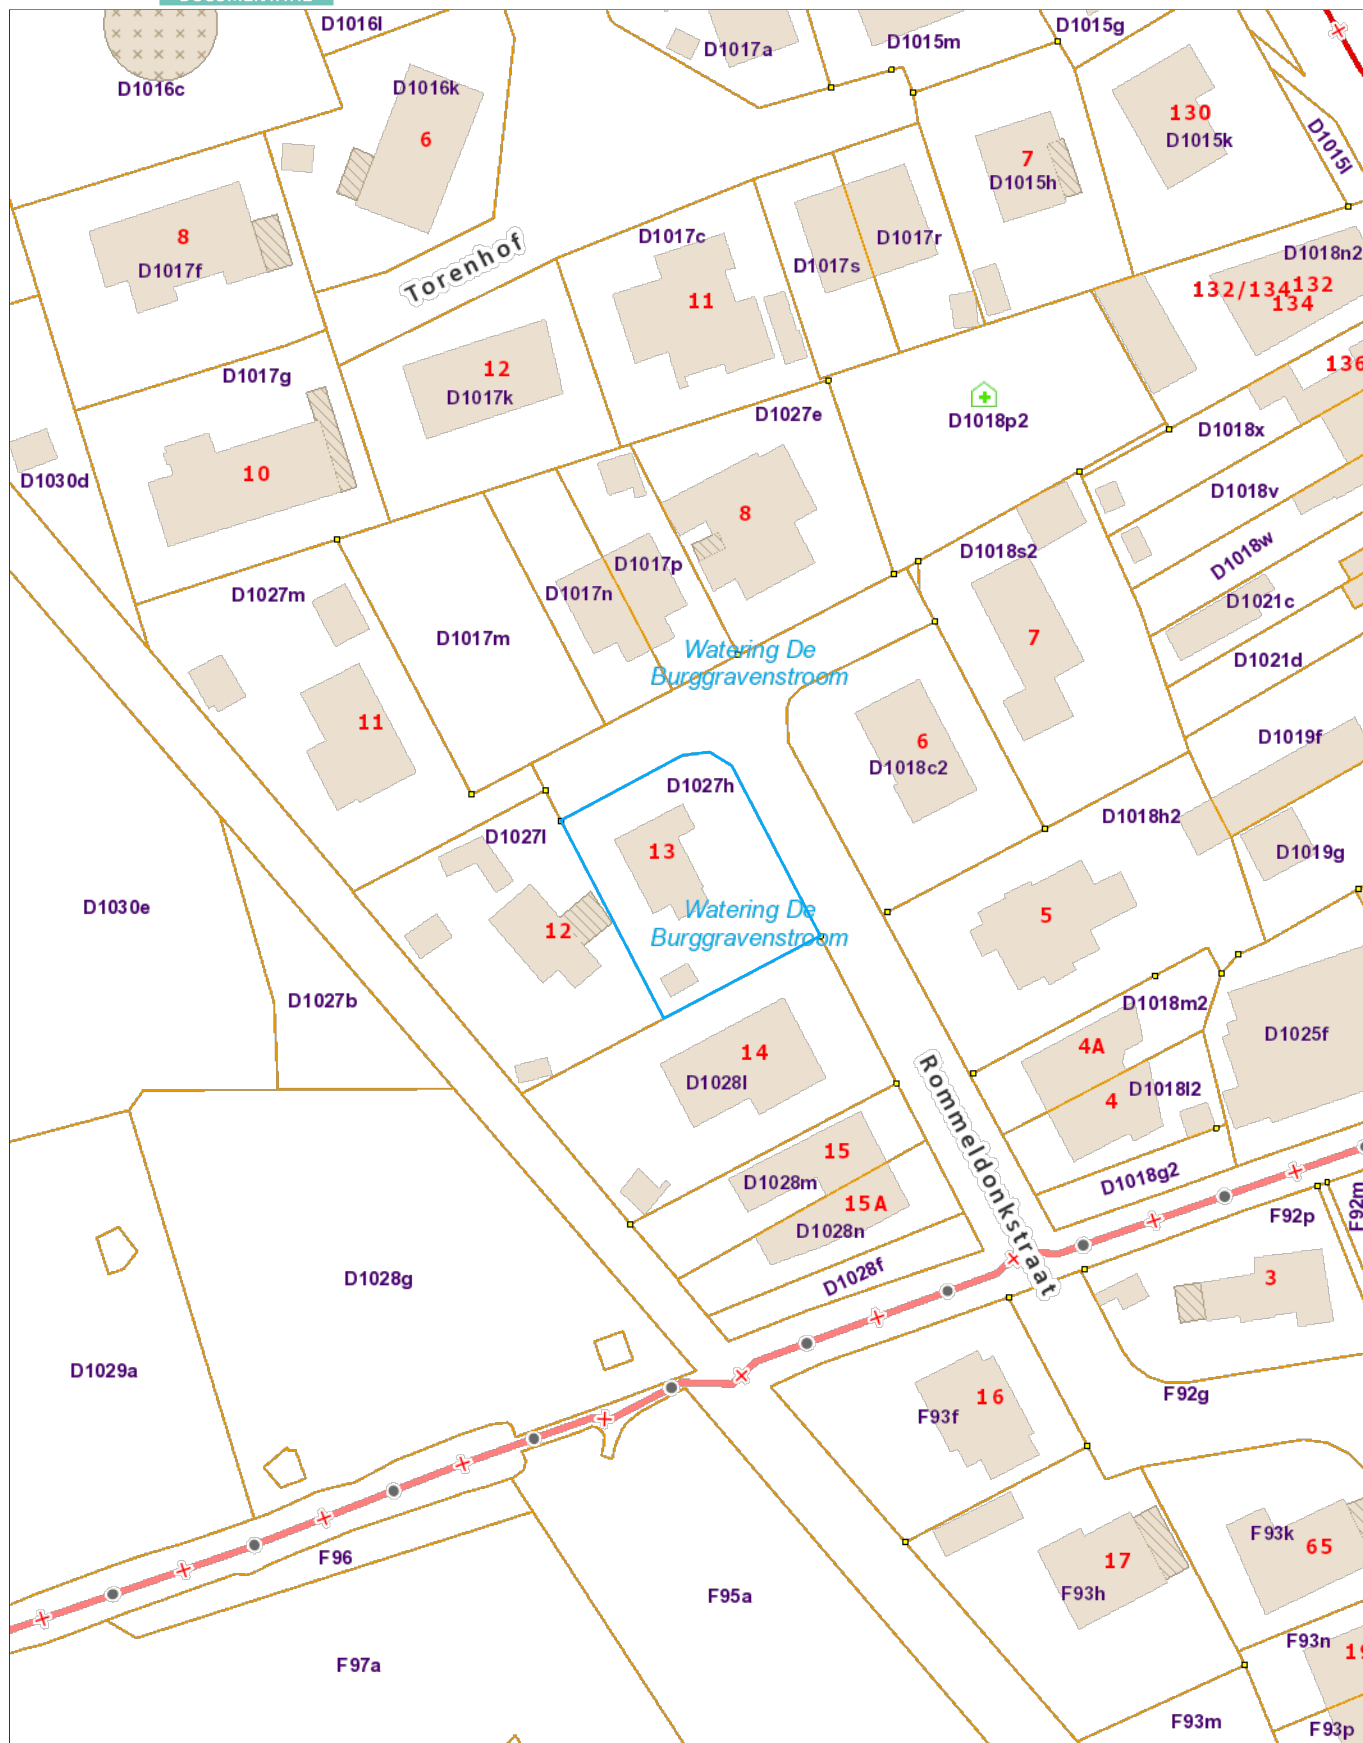 D1016l
D1015g
D1017a
D1015m
D1016c
D1016k
6
130
D1015k
D1015l
7
D1015h
8
D1017f
Torenhof
D1017c
D1017r
D1017s
D1018n2
11
132/134
132
134
136
D1017g
12
D1017k
D1027e
D1018p2
D1018x
D1030d
10
D1018v
8
D1018s2
D1018w
D1017p
D1017n
D1027m
D1021c
D1017m
7
Watering De
Burggravenstroom
D1021d
11
6
D1018c2
D1019f
D1027h
D1018h2
D1027l
13
D1019g
D1030e
12
Watering De
Burggravenstroom
5
D1027b
D1018m2
D1025f
14
D1028l
4A
D1018l2
4
Rommeldonkstraat
15
D1028m
D1018g2
15A
D1028n
F92p
F92m
D1028g
D1028f
3
D1029a
F92g
16
F93f
F96
F93k
65
17
F93h
F95a
F97a
F93n
F93m
F93p